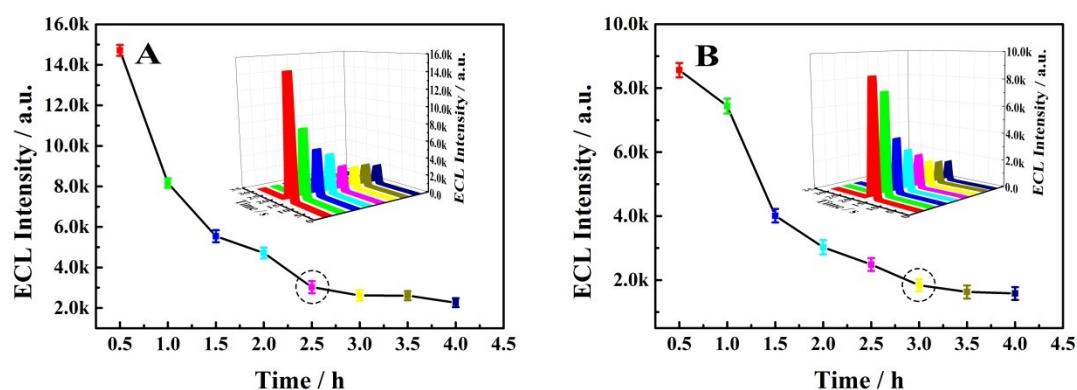 A
16.0k
14.0k
12.0k
10.0k
8.0k
6.0k
4.0k
2.0k
ECL Intensity / a.u.
0.5 1.0 1.5 2.0 2.5 3.0 3.5 4.0 4.5
Time / h
16.0k
14.0k
12.0k
10.0k
8.0k
6.0k
4.0k
2.0k
0.0
ECL Intensity / a.u.
Time / s
B
10.0k
8.0k
6.0k
4.0k
2.0k
ECL Intensity / a.u.
0.5 1.0 1.5 2.0 2.5 3.0 3.5 4.0 4.5
Time / h
10.0k
8.0k
6.0k
4.0k
2.0k
0.0
ECL Intensity / a.u.
Time / s